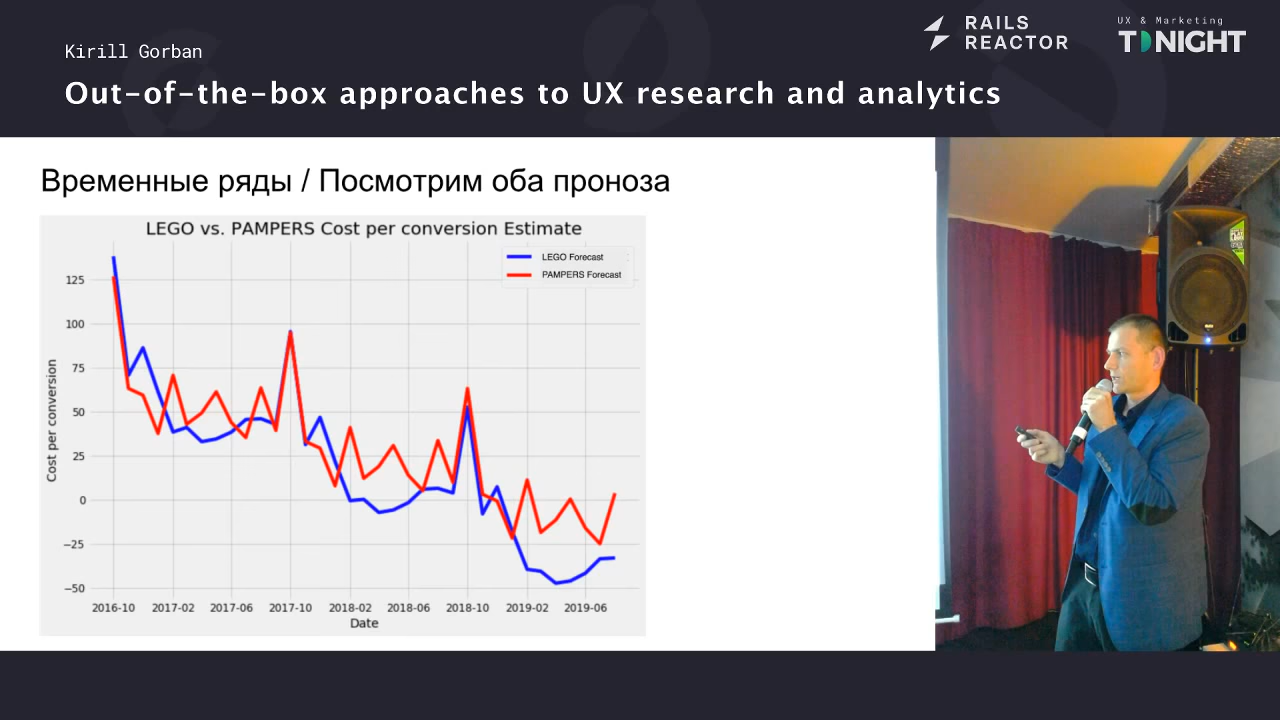 Kirill Gorban
Out-of-the-box approaches to UX research and analytics
RAILS
REACTOR
UX & Marketing
TONIGHT
Временные ряды / Посмотрим оба проноза
LEGO vs. PAMPERS Cost per conversion Estimate
LEGO Forecast
PAMPERS Forecast
Cost per conversion
125
100
75
50
25
0
−25
−50
2016-10 2017-02 2017-06 2017-10 2018-02 2018-06 2018-10 2019-02 2019-06
Date